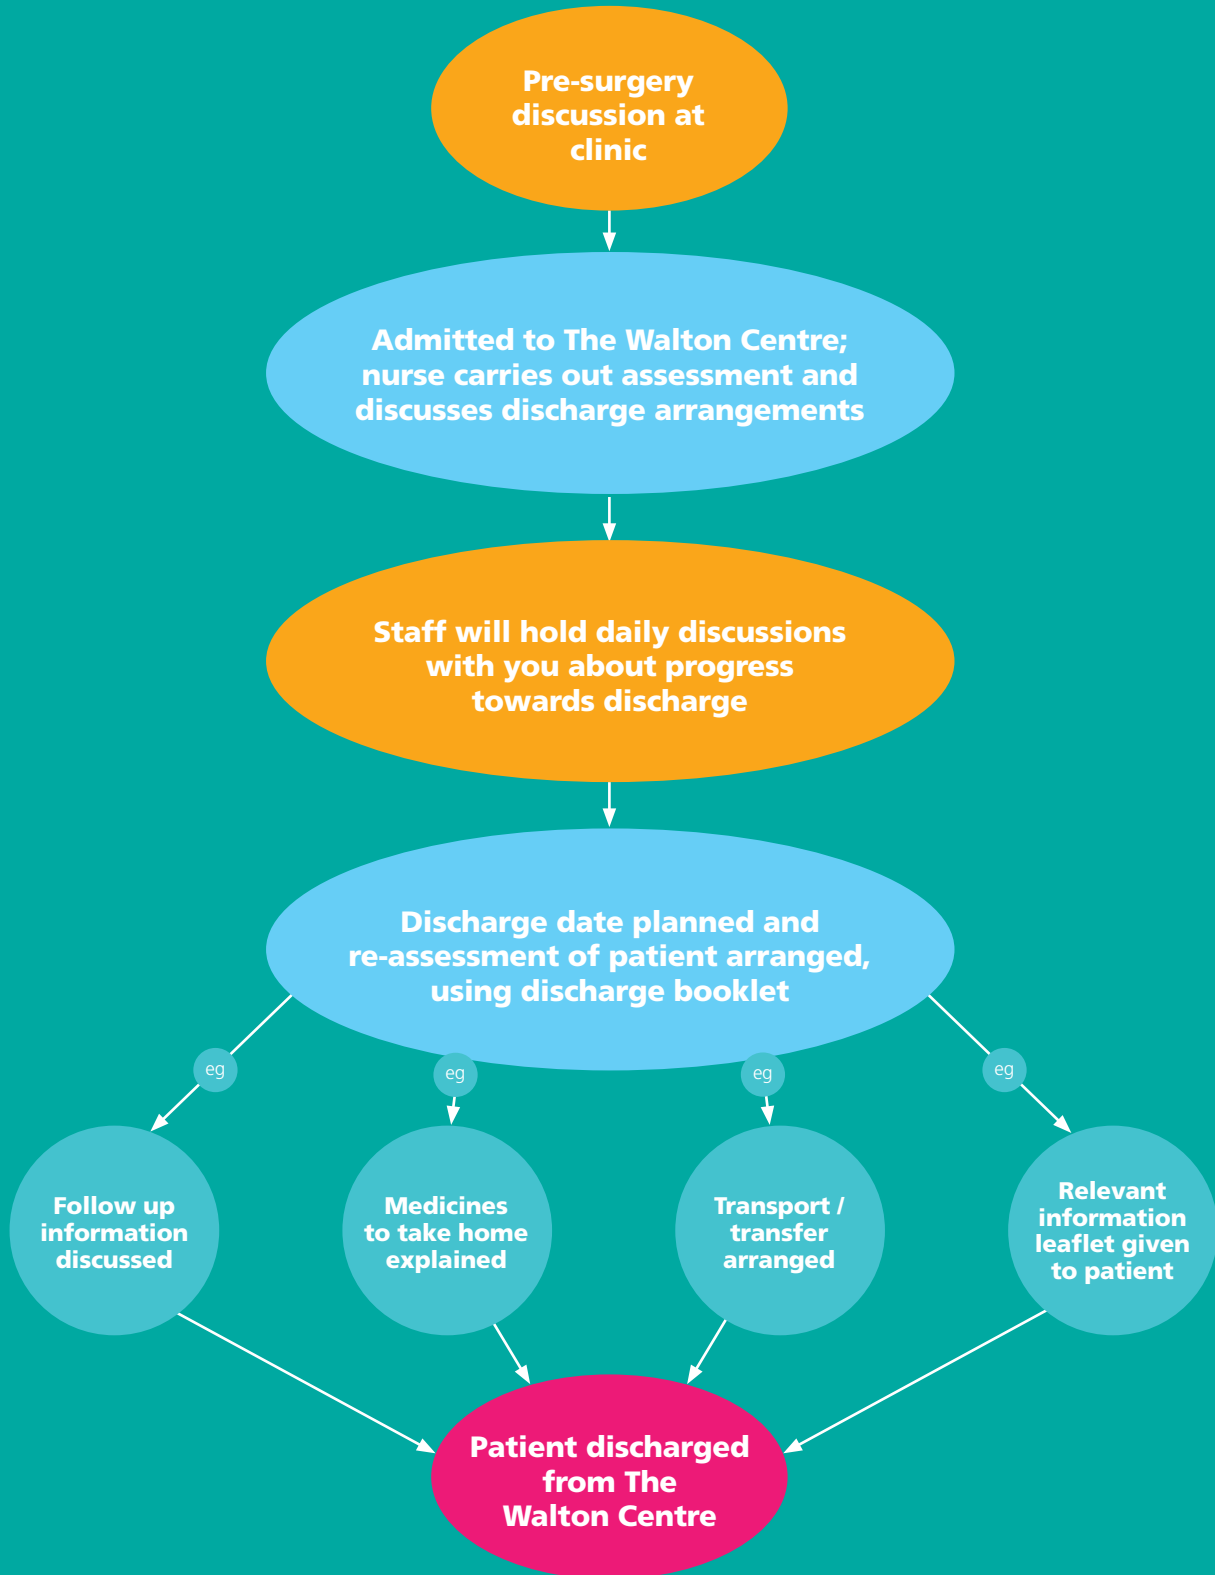 Pre-surgery
discussion at
clinic
Admitted to The Walton Centre;
nurse carries out assessment and
discusses discharge arrangements
Staff will hold daily discussions
with you about progress
towards discharge
Discharge date planned and
re-assessment of patient arranged,
using discharge booklet
eg
eg
eg
eg
Follow up
information
discussed
Medicines
to take home
explained
Transport /
transfer
arranged
Relevant
information
leaflet given
to patient
Patient discharged
from The
Walton Centre